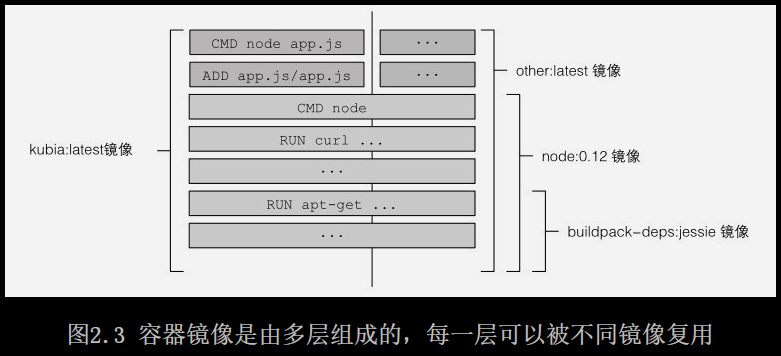 CMD node app.js
...
ADD app.js/app.js
...
other:latest 镜像
CMD node
kubia:latest镜像
RUN curl ...
node:0.12 镜像
...
RUN apt-get ...
buildpack-deps:jessie 镜像
...
图2.3 容器镜像是由多层组成的，每一层可以被不同镜像复用